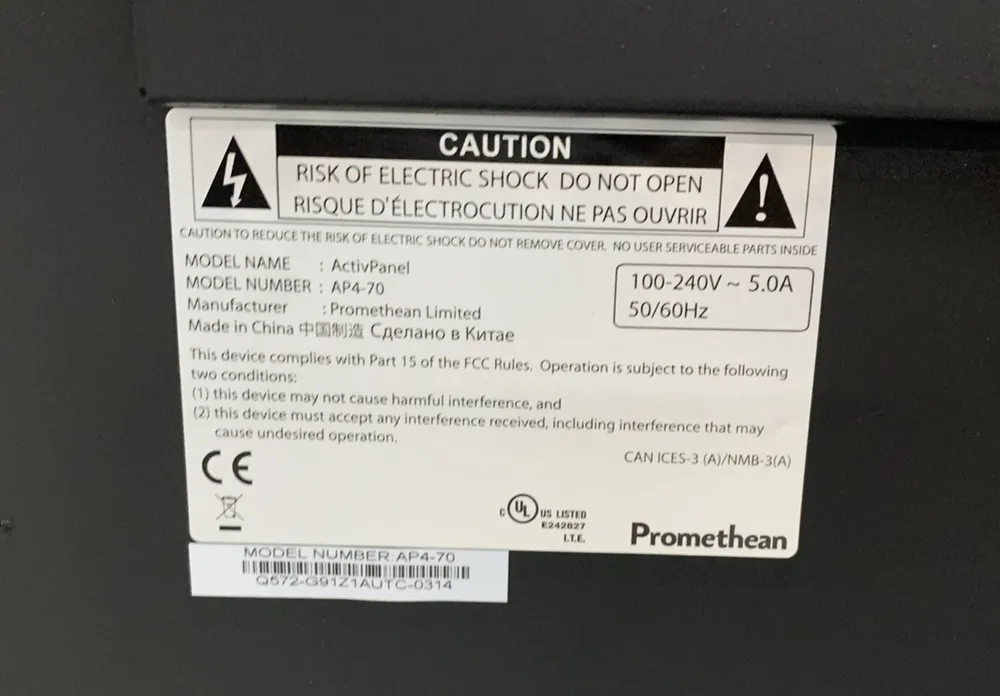 CAUTION
RISK OF ELECTRIC SHOCK DO NOT OPEN
RISQUE D'ÉLECTROCUTION NE PAS OUVRIR
CAUTION TO REDUCE THE RISK OF ELECTRIC SHOCK DO NOT REMOVE COVER. NO USER SERVICEABLE PARTS INSIDE
MODEL NAME : ActivPanel
MODEL NUMBER : AP4-70
Manufacturer : Promethean Limited
Made in China 中国制造 Сделано в Китае
100-240V ~ 5.0A
50/60Hz
This device complies with Part 15 of the FCC Rules. Operation is subject to the following
two conditions:
(1) this device may not cause harmful interference, and
(2) this device must accept any interference received, including interference that may
cause undesired operation.
CAN ICES-3 (A)/NMB-3(A)
CE
C UL US LISTED
E242827
I.T.E.
Promethean
MODEL NUMBER:AP4-70
Q572-G91Z1AUTC-0314